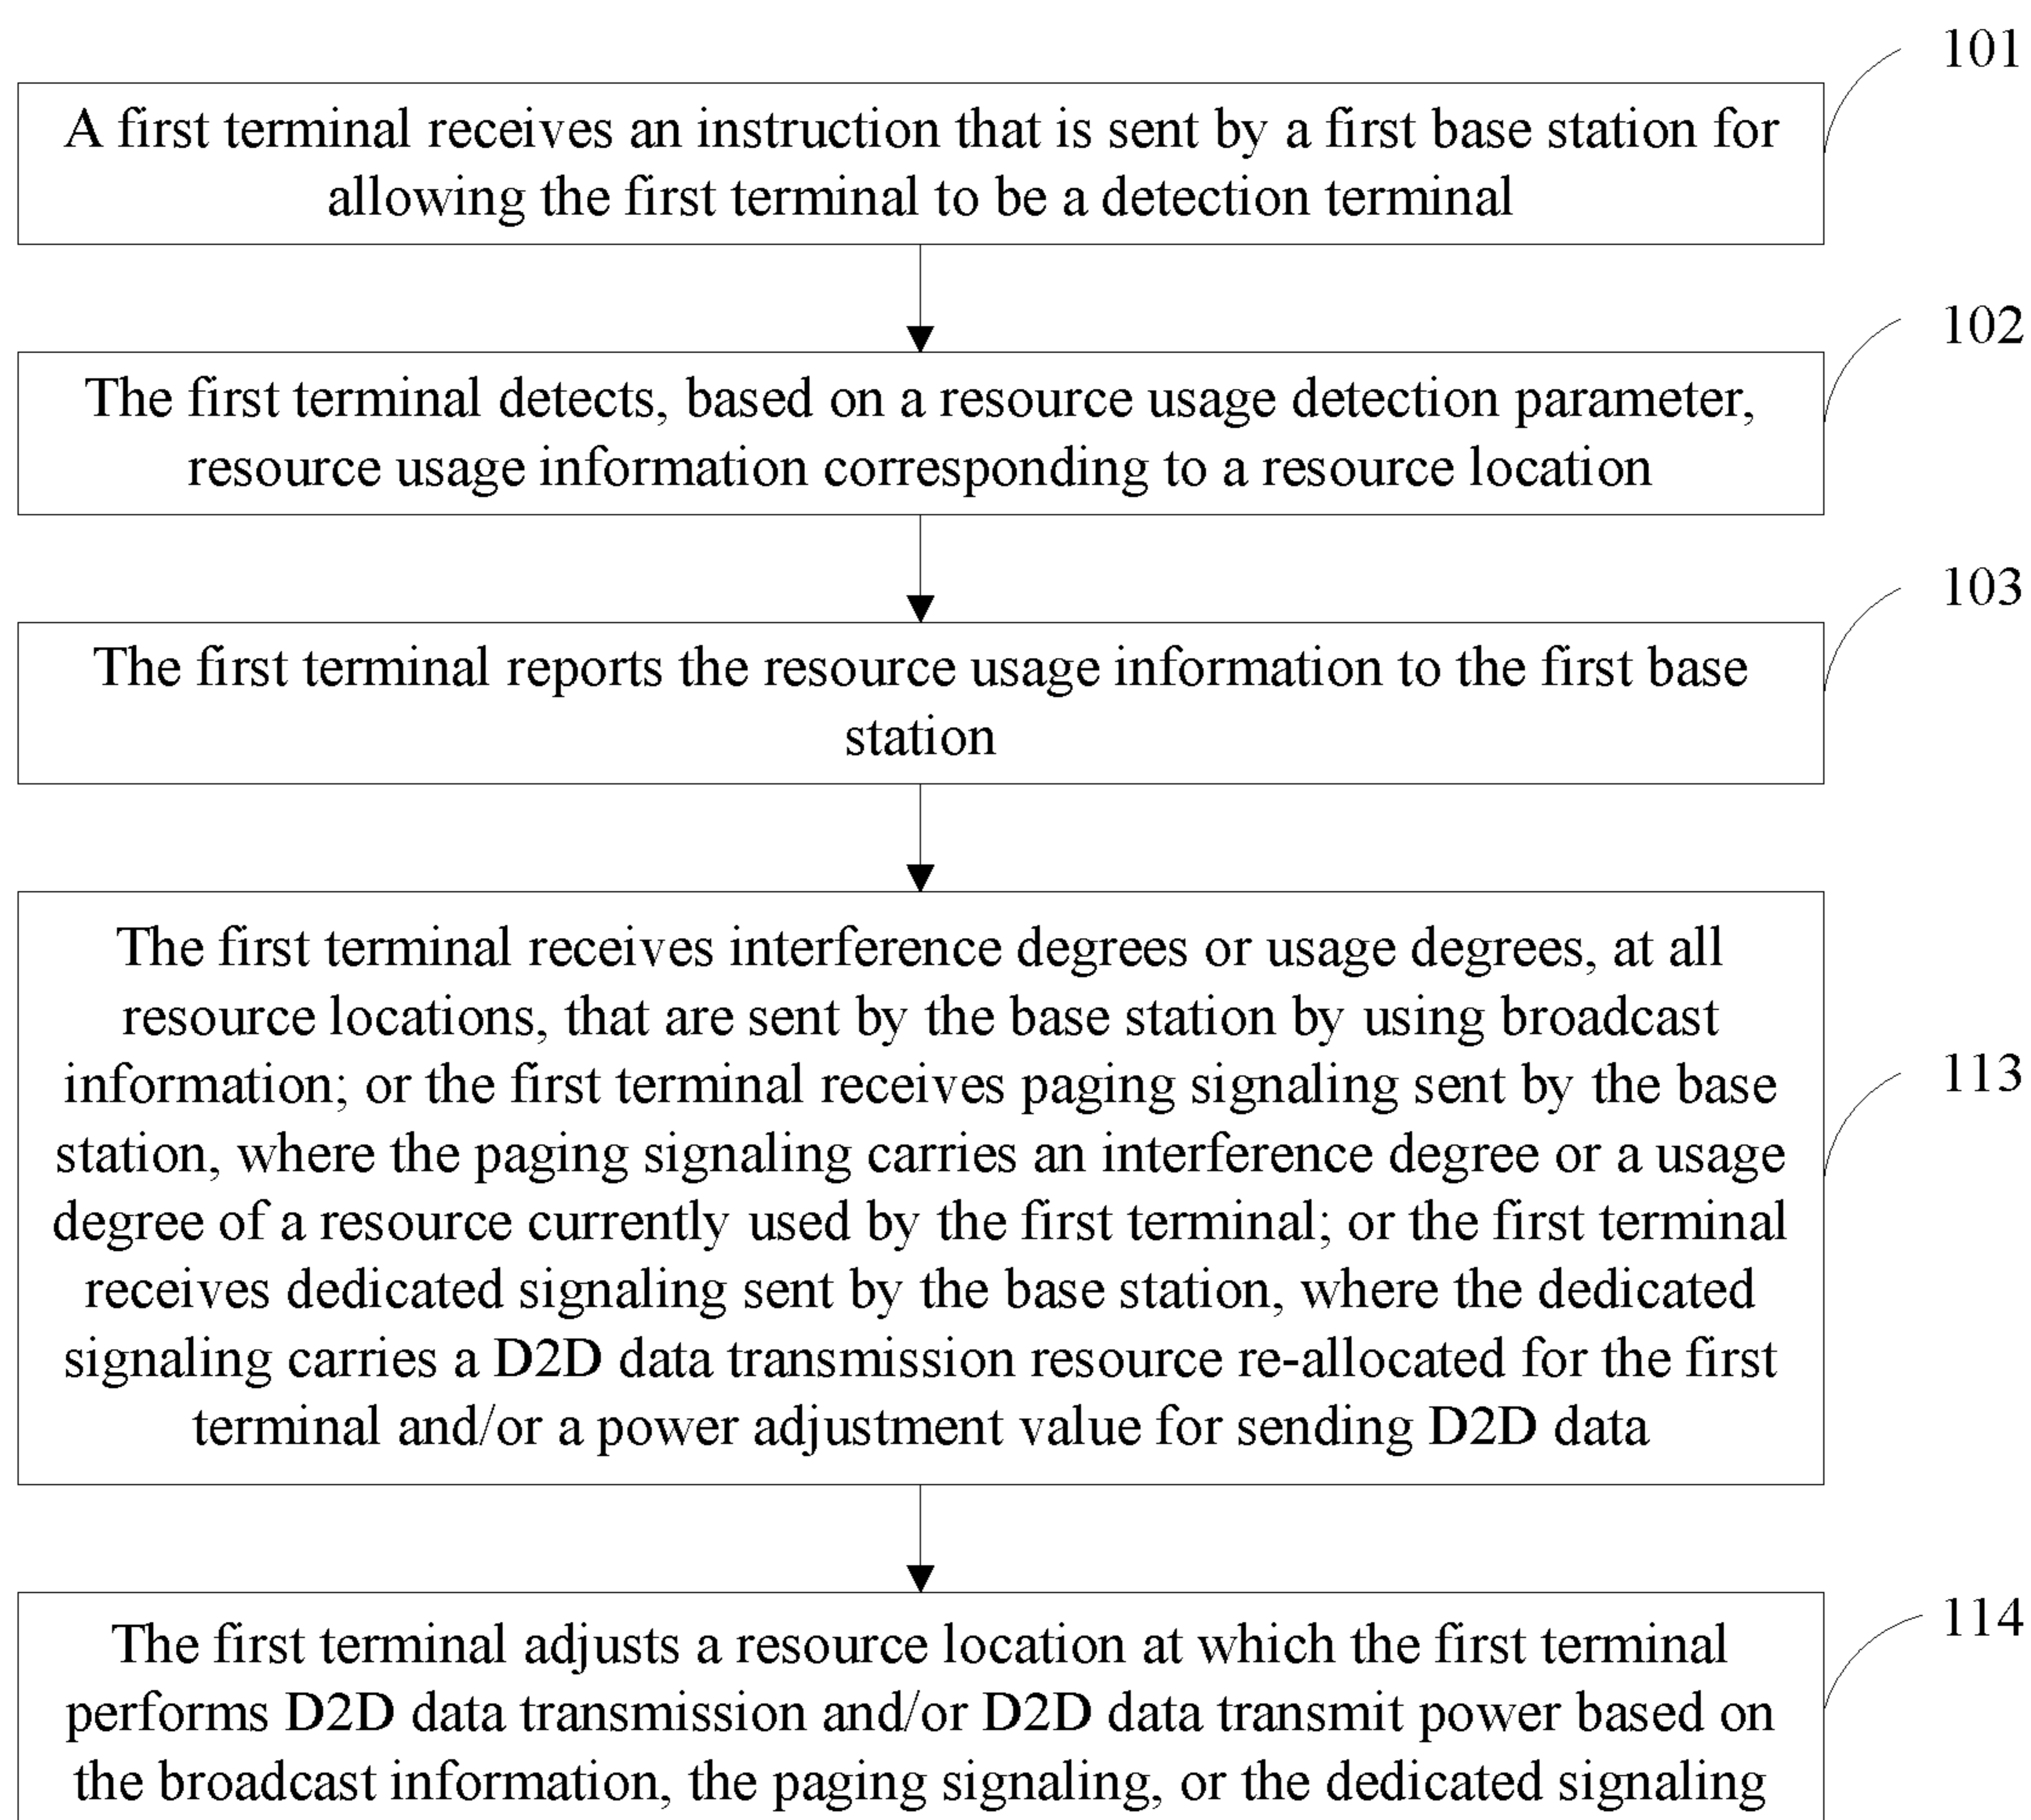 101
A first terminal receives an instruction that is sent by a first base station for
allowing the first terminal to be a detection terminal
102
The first terminal detects, based on a resource usage detection parameter,
resource usage information corresponding to a resource location
103
The first terminal reports the resource usage information to the first base
station
The first terminal receives interference degrees or usage degrees, at all
resource locations, that are sent by the base station by using broadcast
information; or the first terminal receives paging signaling sent by the base
station, where the paging signaling carries an interference degree or a usage
degree of a resource currently used by the first terminal; or the first terminal
receives dedicated signaling sent by the base station, where the dedicated
signaling carries a D2D data transmission resource re-allocated for the first
terminal and/or a power adjustment value for sending D2D data
113
114
The first terminal adjusts a resource location at which the first terminal
performs D2D data transmission and/or D2D data transmit power based on
the broadcast information, the paging signaling, or the dedicated signaling